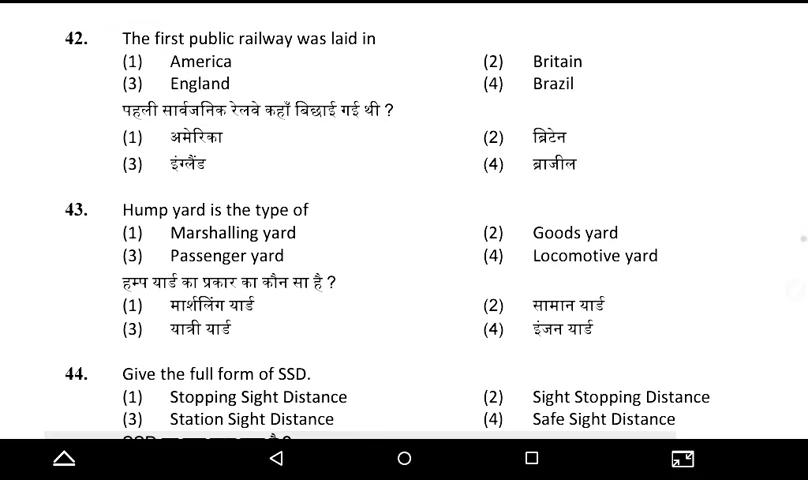 42. The first public railway was laid in
(1) America (2) Britain
(3) England (4) Brazil
पहली सार्वजनिक रेलवे कहाँ बिछाई गई थी ?
(1) अमेरिका (2) ब्रिटेन
(3) इंग्लैंड (4) ब्राजील
43. Hump yard is the type of
(1) Marshalling yard (2) Goods yard
(3) Passenger yard (4) Locomotive yard
हम्प यार्ड का प्रकार का कौन सा है ?
(1) मार्शलिंग यार्ड (2) सामान यार्ड
(3) यात्री यार्ड (4) इंजन यार्ड
44. Give the full form of SSD.
(1) Stopping Sight Distance (2) Sight Stopping Distance
(3) Station Sight Distance (4) Safe Sight Distance